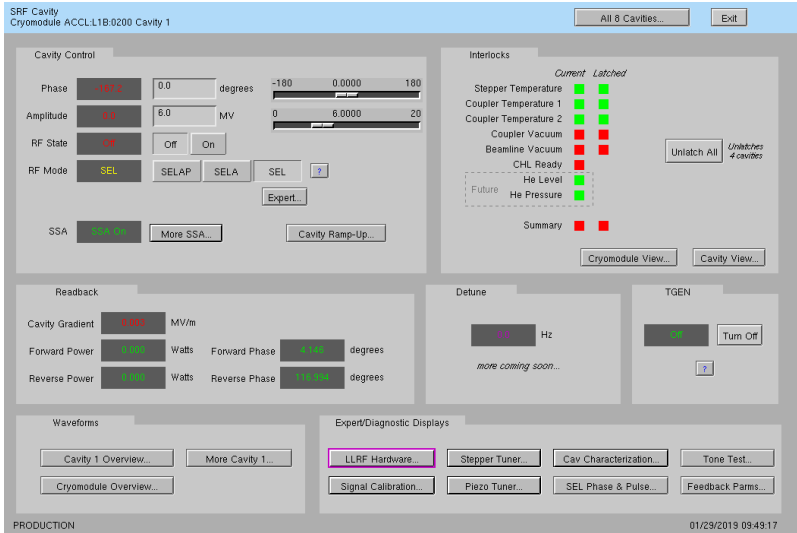 SRF Cavity
Cryomodule ACCL:L1B:0200 Cavity 1
All 8 Cavities...
Exit
Cavity Control
Phase
0.0
degrees
-180 0.0000 180
Amplitude
6.0
MV
0 6.0000 20
RF State
Off
Off
On
RF Mode
SEL
SELAP
SELA
SEL
?
Expert...
SSA
SSA On
More SSA...
Cavity Ramp-Up...
Interlocks
Current Latched
Stepper Temperature
Coupler Temperature 1
Coupler Temperature 2
Coupler Vacuum
Beamline Vacuum
CHL Ready
Future
He Level
He Pressure
Summary
Unlatch All
Unlatches
4 cavities
Cryomodule View...
Cavity View...
Readback
Cavity Gradient
MV/m
Forward Power
0.000
Watts
Forward Phase
4.146
degrees
Reverse Power
0.000
Watts
Reverse Phase
116.994
degrees
Detune
Hz
more coming soon...
TGEN
Off
Turn Off
?
Waveforms
Cavity 1 Overview...
More Cavity 1...
Cryomodule Overview...
Expert/Diagnostic Displays
LLRF Hardware...
Stepper Tuner...
Cav Characterization...
Tone Test...
Signal Calibration...
Piezo Tuner...
SEL Phase & Pulse...
Feedback Parms...
PRODUCTION
01/29/2019 09:49:17